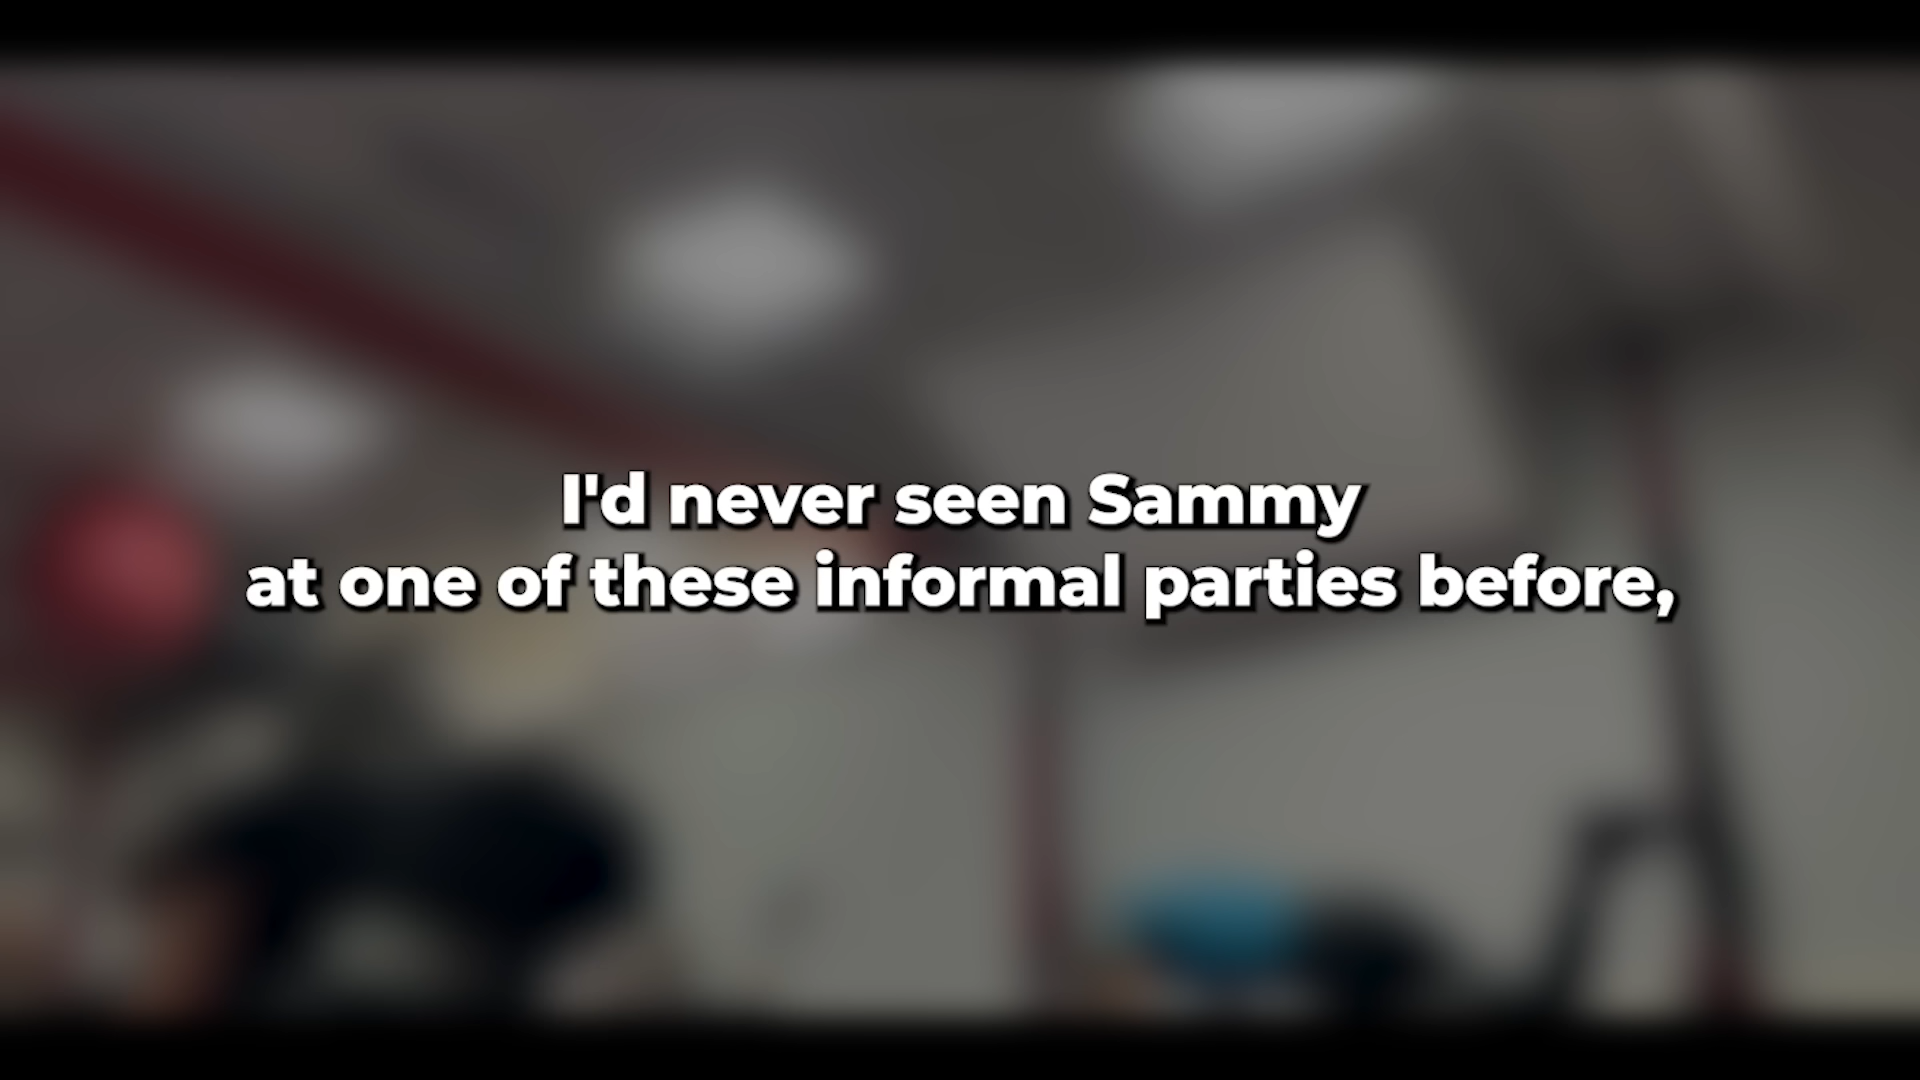 I'd never seen Sammy
at one of these informal parties before,